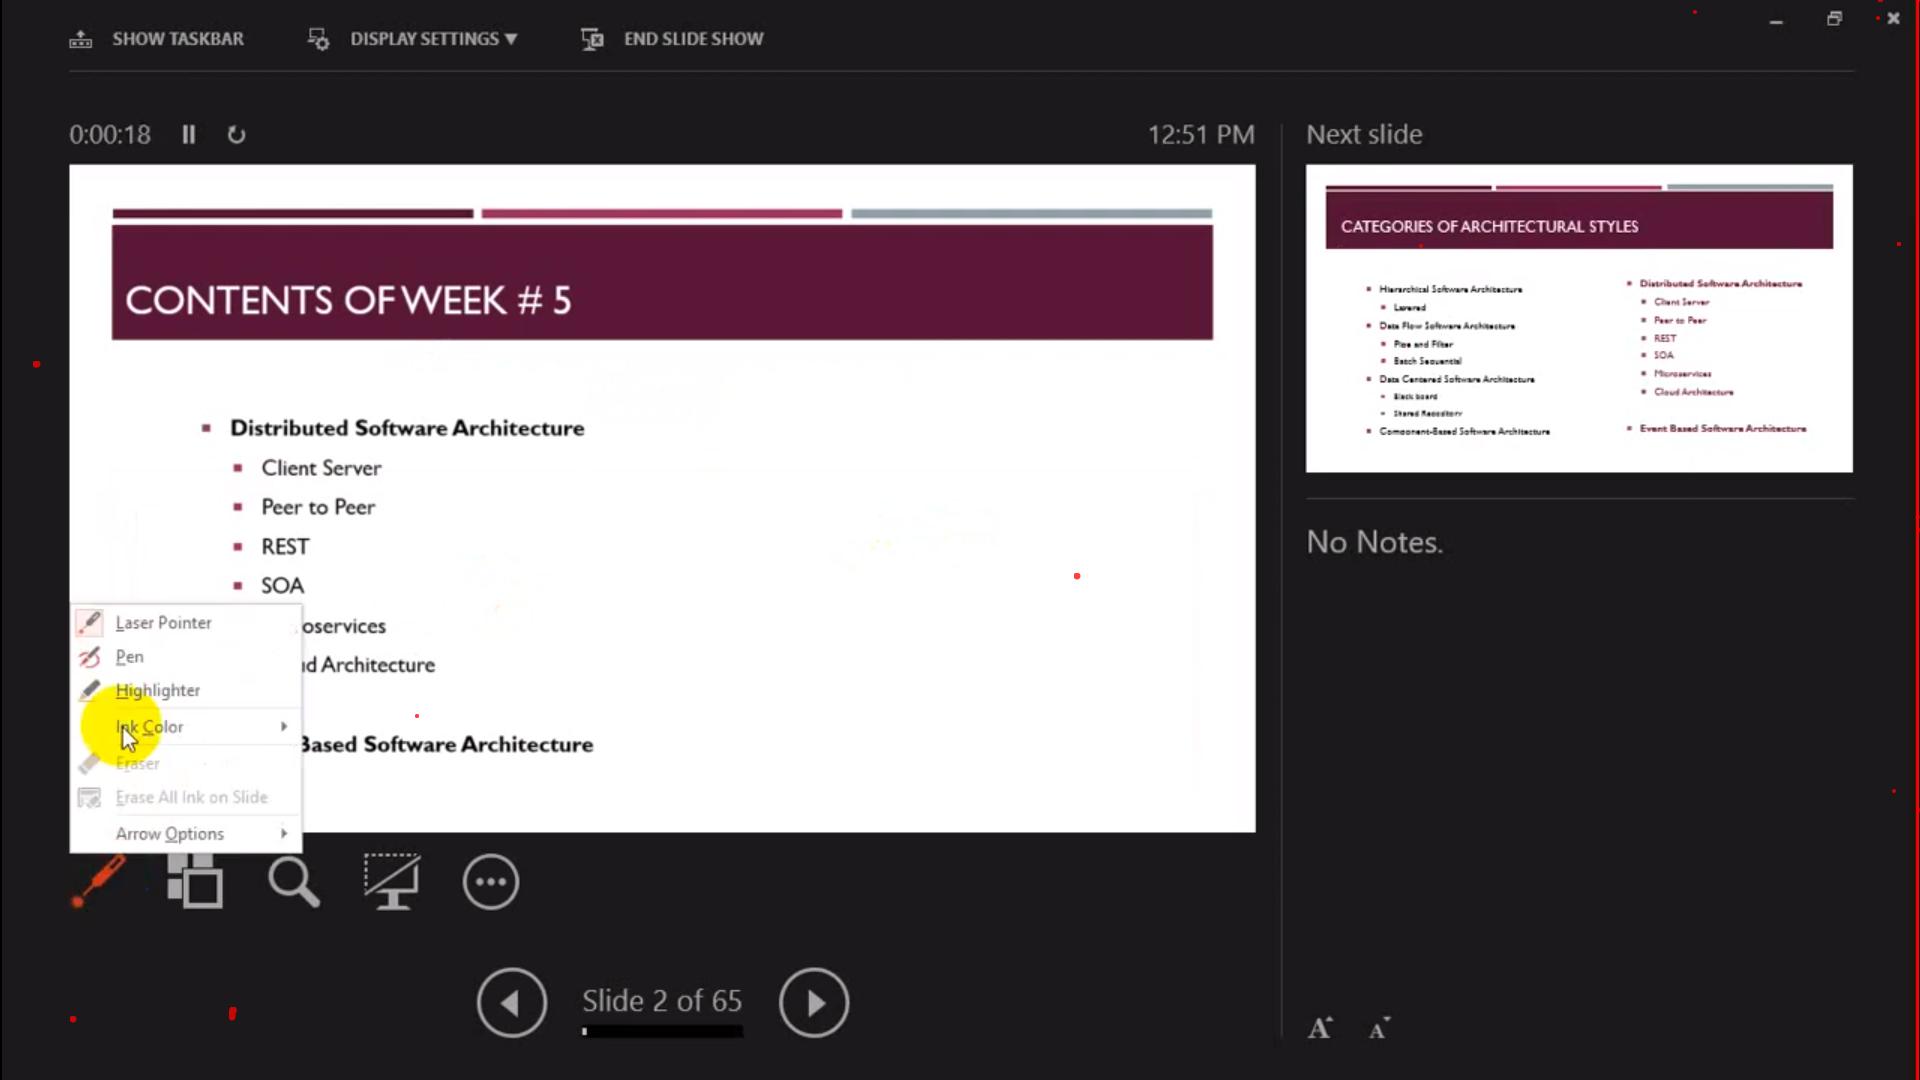 SHOW TASKBAR
DISPLAY SETTINGS
END SLIDE SHOW
0:00:18
12:51 PM
CONTENTS OF WEEK # 5
Distributed Software Architecture
Client Server
Peer to Peer
REST
SOA
oservices
d Architecture
Based Software Architecture
Laser Pointer
Pen
Highlighter
Ink Color
Eraser
Erase All Ink on Slide
Arrow Options
Slide 2 of 65
Next slide
CATEGORIES OF ARCHITECTURAL STYLES
Hierarchical Software Architecture
Layered
Data Flow Software Architecture
Pipe and Filter
Batch Sequential
Data Centered Software Architecture
Black board
Shared Repository
Component-Based Software Architecture
Distributed Software Architecture
Client Server
Peer to Peer
REST
SOA
Microservices
Cloud Architecture
Event Based Software Architecture
No Notes.
A A